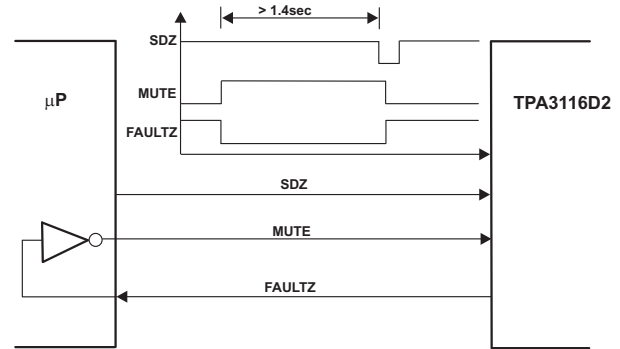 > 1.4sec
SDZ
μP
MUTE
TPA3116D2
FAULTZ
SDZ
MUTE
FAULTZ